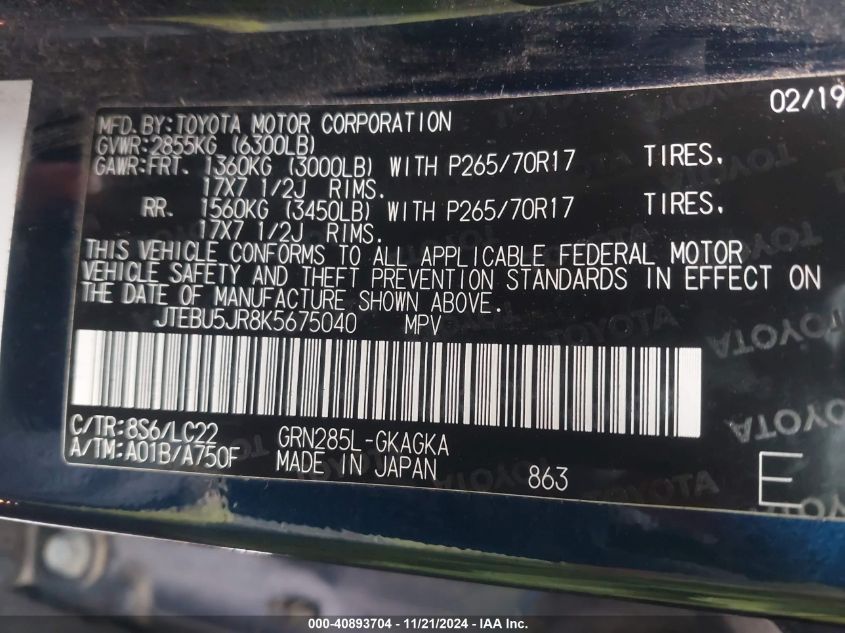 02/19
MFD.BY:TOYOTA MOTOR CORPORATION
GVWR:2855KG (6300LB)
GAWR:FRT. 1360KG (3000LB) WITH P265/70R17 TIRES,
17X7 1/2J RIMS.
RR. 1560KG (3450LB) WITH P265/70R17 TIRES,
17X7 1/2J RIMS.
THIS VEHICLE CONFORMS TO ALL APPLICABLE FEDERAL MOTOR
VEHICLE SAFETY AND THEFT PREVENTION STANDARDS IN EFFECT ON
THE DATE OF MANUFACTURE SHOWN ABOVE.
JTEBU5JR8K5675040 MPV
TOYOTA
TOYOTA
C/TR:8S6/LC22 GRN285L-GKAGKA
A/TM:A01B/A750F MADE IN JAPAN 863 E
TOYOTA
000-40893704 - 11/21/2024 - IAA Inc.